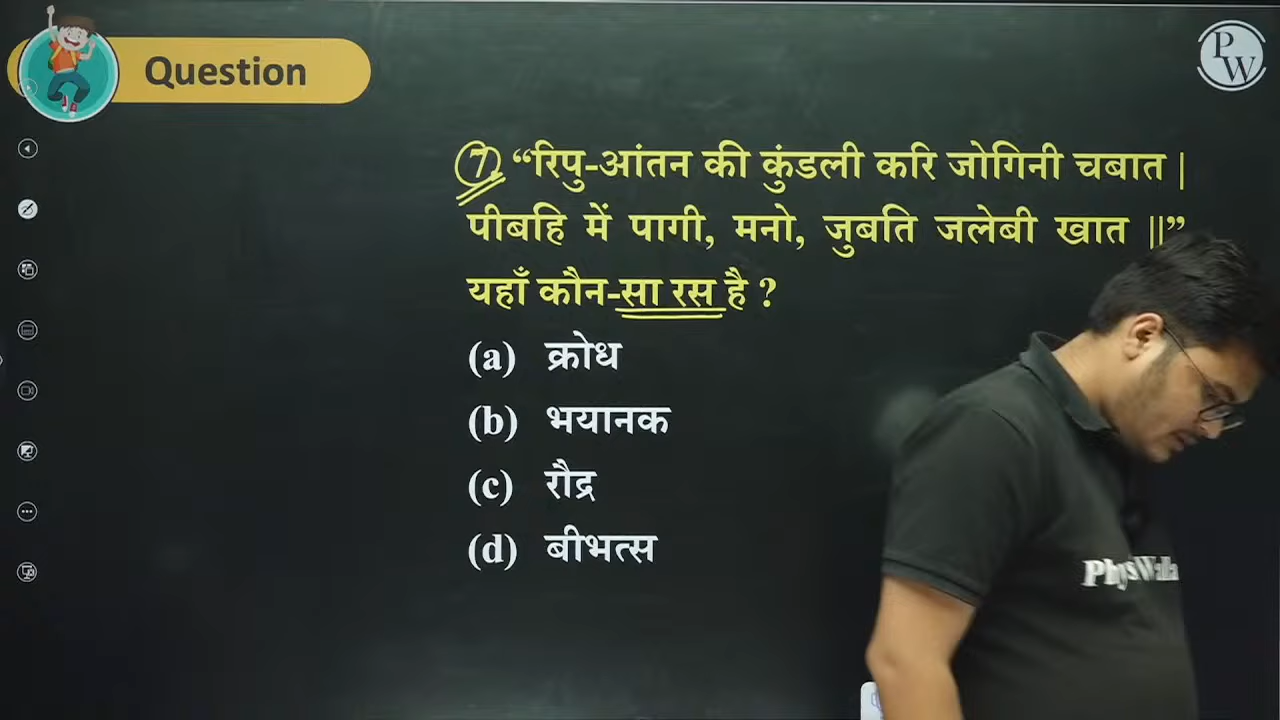 Question
PW
7. “रिपु-आंतन की कुंडली करि जोगिनी चबात |
पीबहि में पागी, मनो, जुबति जलेबी खात ||”
यहाँ कौन-सा रस है ?
(a) क्रोध
(b) भयानक
(c) रौद्र
(d) बीभत्स